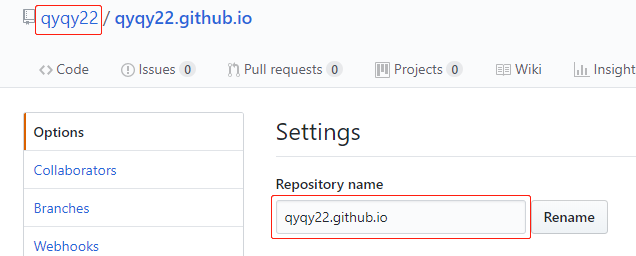 qyqy22 / qyqy22.github.io
Code Issues 0 Pull requests 0 Projects 0 Wiki Insight
Options
Settings
Collaborators
Repository name
Branches
qyqy22.github.io Rename
Webhooks